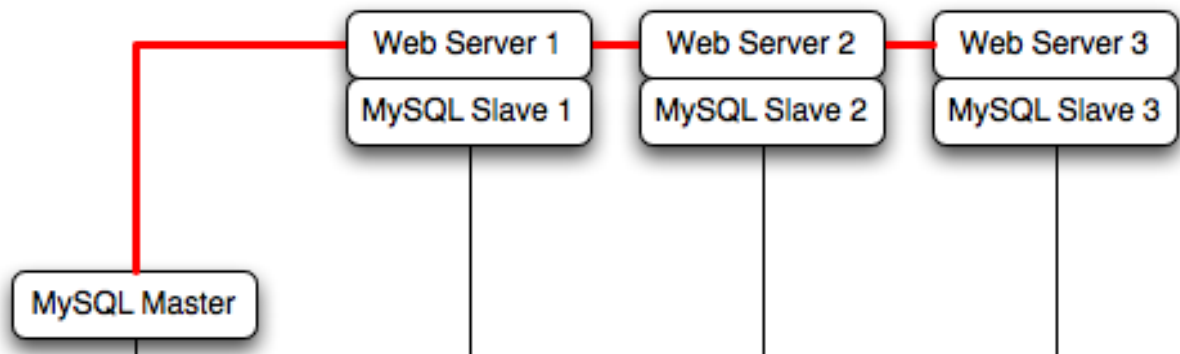 Web Server 1
Web Server 2
Web Server 3
MySQL Slave 1
MySQL Slave 2
MySQL Slave 3
MySQL Master